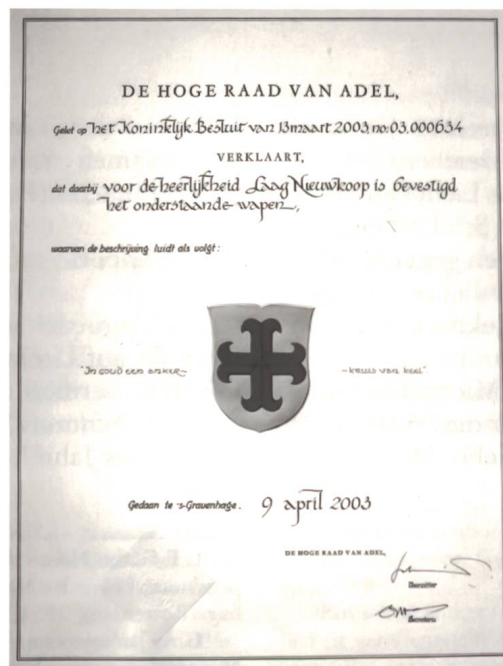 DE HOGE RAAD VAN ADEL,
Gelet op het Koninklijk Besluit van 13 maart 2003 no: 03.000634
VERKLAART,
dat daarbij voor de heerlijkheid Laag Nieuwkoop is bevestigd
het onderstaande wapen,
waarvan de beschrijving luidt als volgt:
"In goud een anker~
~kruis van keel"
Gedaan te 's-Gravenhage. 9 april 2003
DE HOGE RAAD VAN ADEL,
Voorzitter
Secretaris